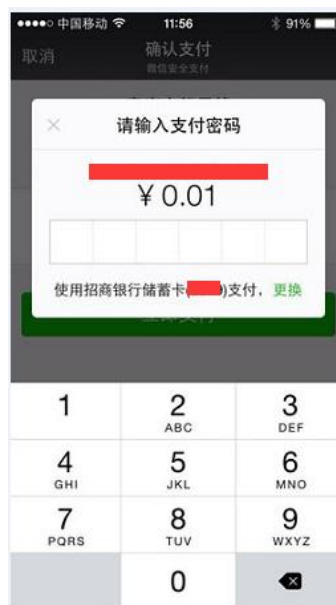 中国移动 11:56 91%
取消 确认支付
微信安全支付
× 请输入支付密码
¥ 0.01
使用招商银行储蓄卡( )支付，更换
1 2 3
ABC DEF
4 5 6
GHI JKL MNO
7 8 9
PQRS TUV WXYZ
0